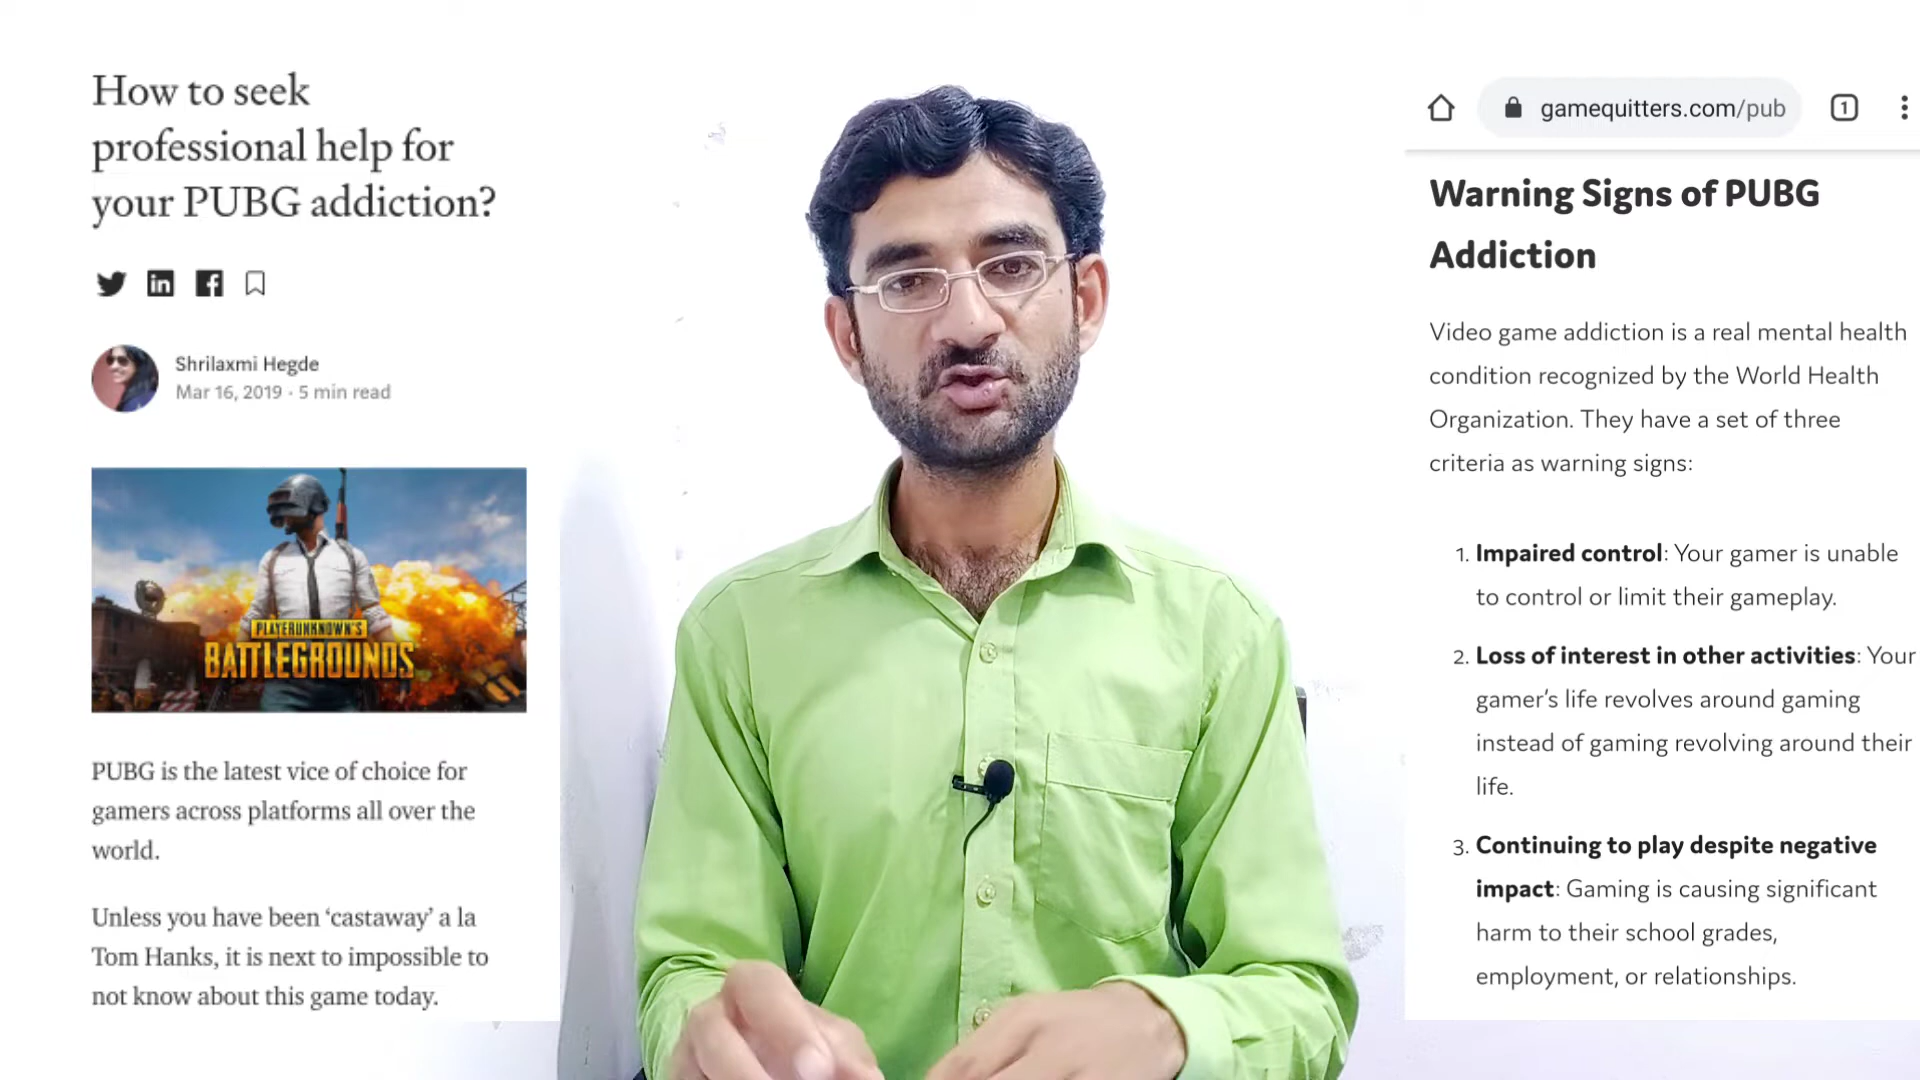 How to seek
professional help for
your PUBG addiction?
Shrilaxmi Hegde
Mar 16, 2019 · 5 min read
PLAYERUNKNOWN'S
BATTLEGROUNDS
PUBG is the latest vice of choice for
gamers across platforms all over the
world.
Unless you have been ‘castaway’ a la
Tom Hanks, it is next to impossible to
not know about this game today.
gamequitters.com/pub
1
Warning Signs of PUBG
Addiction
Video game addiction is a real mental health
condition recognized by the World Health
Organization. They have a set of three
criteria as warning signs:
1. Impaired control: Your gamer is unable
to control or limit their gameplay.
2. Loss of interest in other activities: Your
gamer’s life revolves around gaming
instead of gaming revolving around their
life.
3. Continuing to play despite negative
impact: Gaming is causing significant
harm to their school grades,
employment, or relationships.